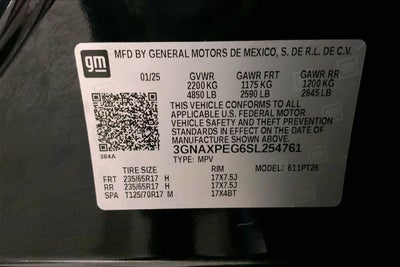 gm
MFD BY GENERAL MOTORS DE MEXICO, S. DE R.L. DE C.V.
01/25 GVWR GAWR FRT GAWR RR
2200 KG 1175 KG 1200 KG
4850 LB 2590 LB 2645 LB
THIS VEHICLE CONFORMS TO ALL
APPLICABLE U.S. FEDERAL MOTOR
VEHICLE SAFETY AND THEFT
PREVENTION STANDARDS IN
EFFECT ON THE DATE OF
MANUFACTURE SHOWN ABOVE.
384A
3GNAXPEG6SL254761
TYPE: MPV MODEL: 611PT26
TIRE SIZE RIM
FRT 235/65R17 H 17X7.5J
RR 235/65R17 H 17X7.5J
SPA T125/70R17 M 17X4BT